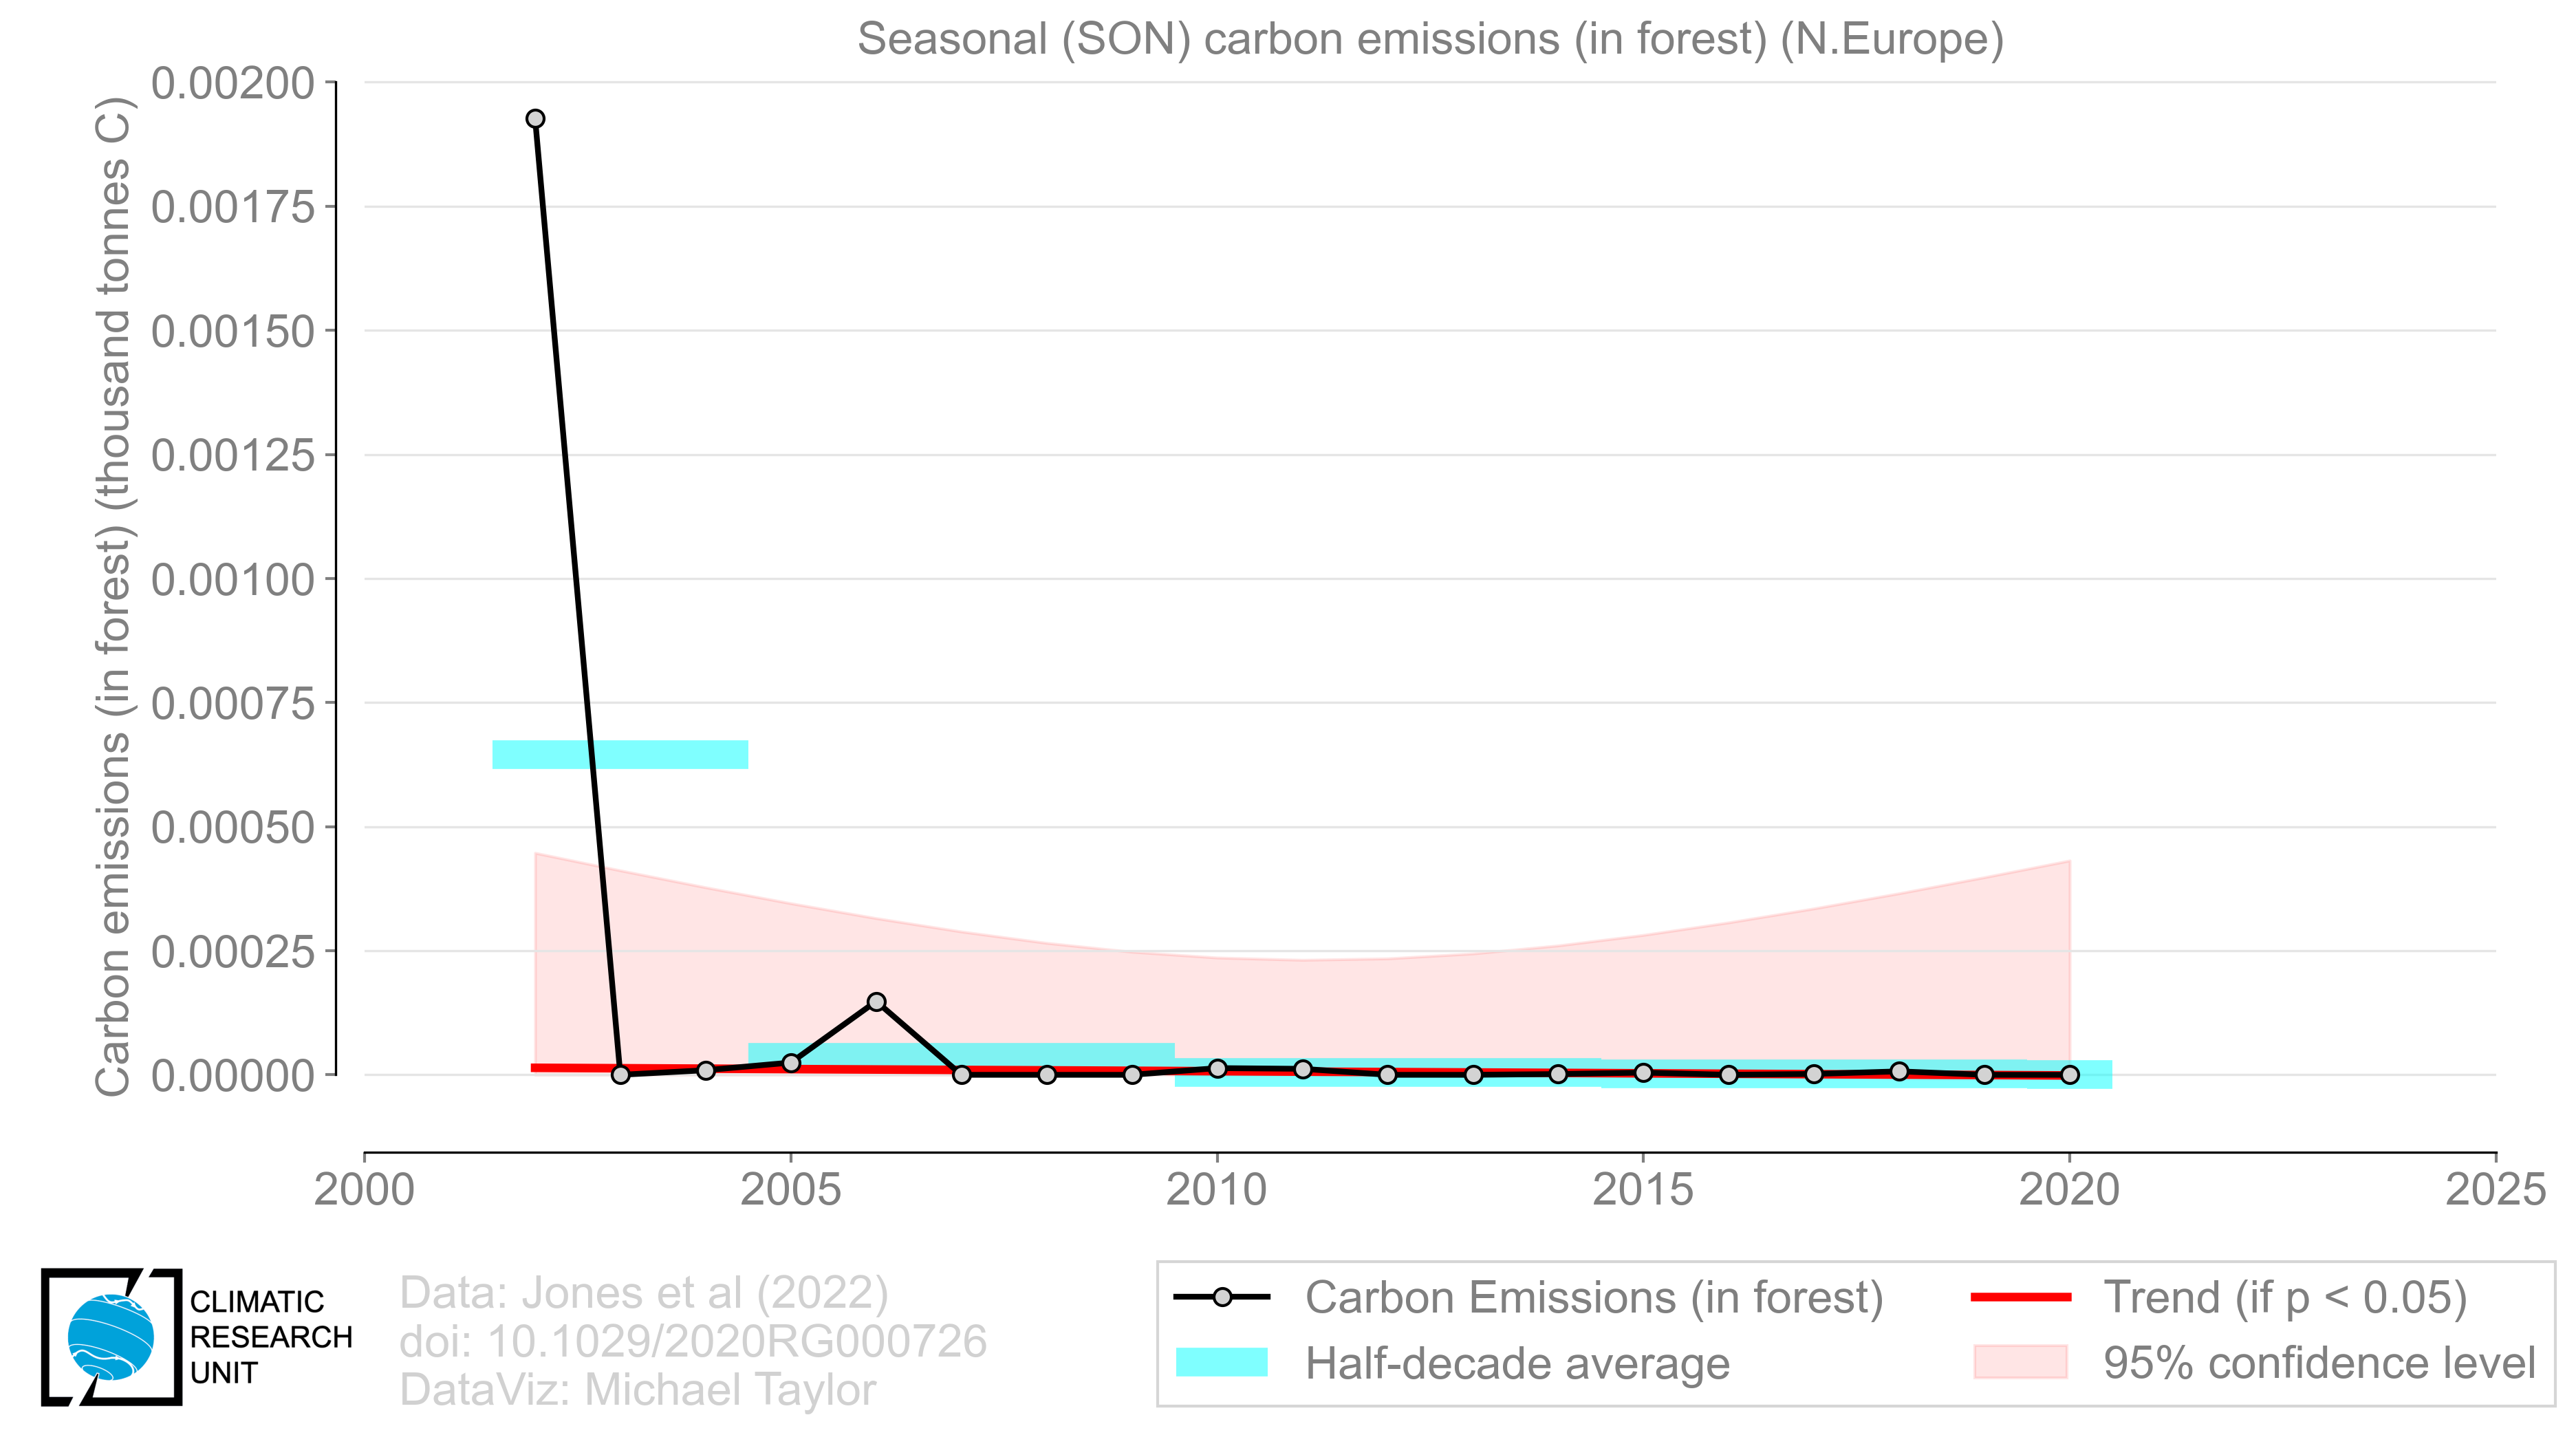 Seasonal (SON) carbon emissions (in forest) (N.Europe)
Carbon emissions (in forest) (thousand tonnes C)
0.00200
0.00175
0.00150
0.00125
0.00100
0.00075
0.00050
0.00025
0.00000
2000
2005
2010
2015
2020
2025
CLIMATIC
RESEARCH
UNIT
Data: Jones et al (2022)
doi: 10.1029/2020RG000726
DataViz: Michael Taylor
Carbon Emissions (in forest)
Half-decade average
Trend (if p < 0.05)
95% confidence level